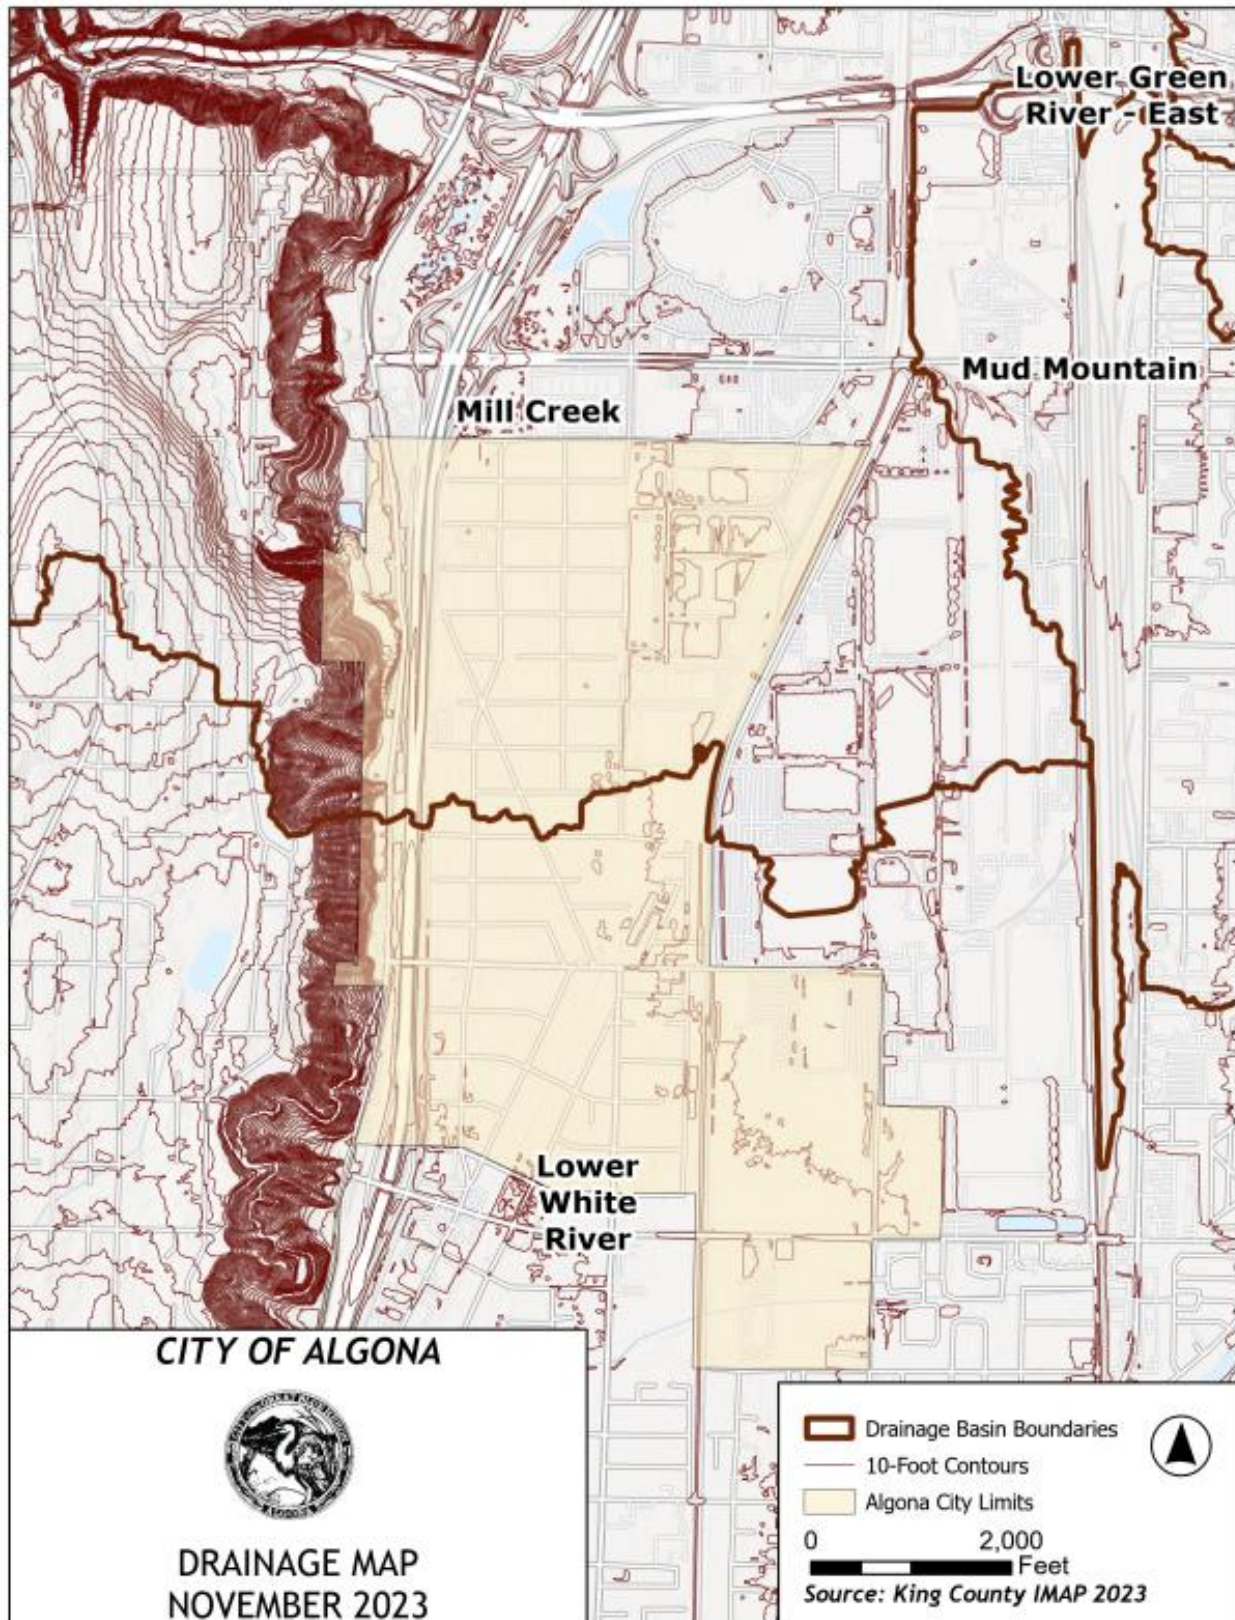 Lower Green
River - East
Mud Mountain
Mill Creek
Lower
White
River
CITY OF ALGONA
ALGONA
DRAINAGE MAP
NOVEMBER 2023
Drainage Basin Boundaries
10-Foot Contours
Algona City Limits
0 2,000
Feet
Source: King County IMAP 2023